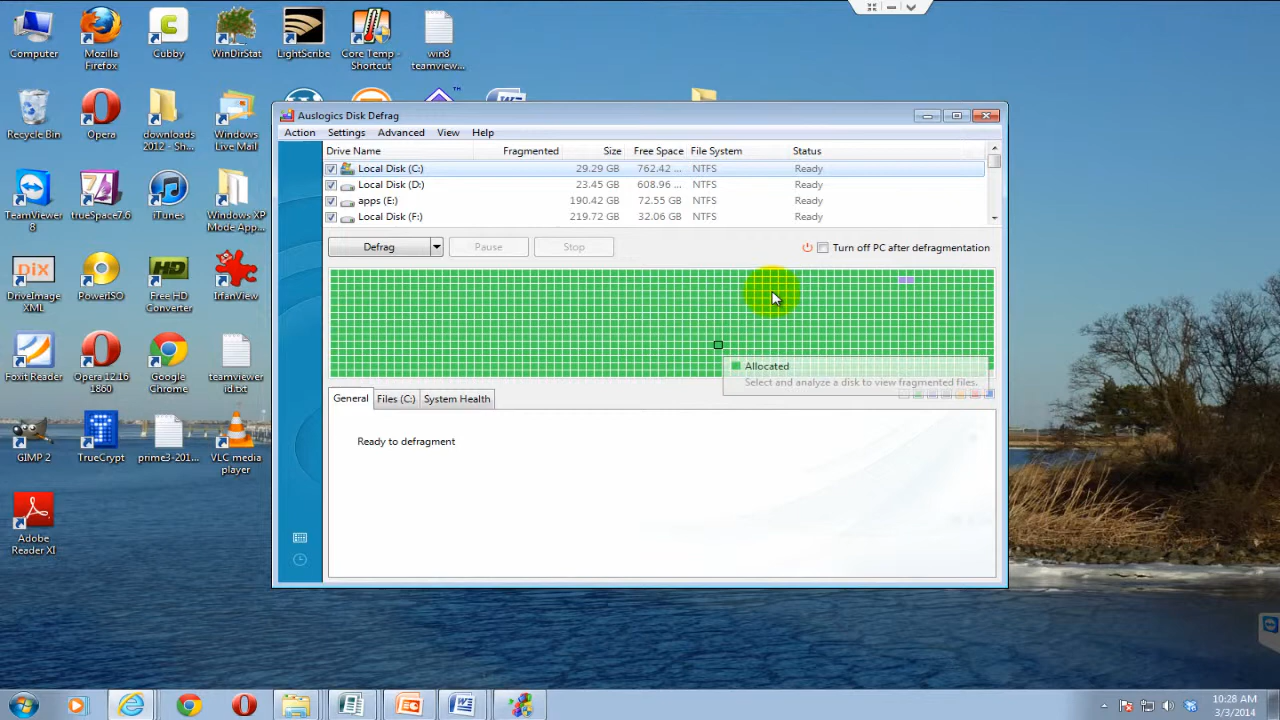 Computer
Mozilla
Firefox
Cubby
WinDirStat
LightScribe
Core Temp -
Shortcut
win8
teamview...
Recycle Bin
Opera
downloads
2012 - Sh...
Windows
Live Mail
TeamViewer
8
trueSpace7.6
iTunes
Windows XP
Mode App...
DriveImage
XML
PowerISO
Free HD
Converter
IrfanView
Foxit Reader
Opera 12.16
1860
Google
Chrome
teamviewer
id.txt
GIMP 2
TrueCrypt
prime3-201...
VLC media
player
Adobe
Reader XI
Auslogics Disk Defrag
Action Settings Advanced View Help
Drive Name Fragmented Size Free Space File System Status
Local Disk (C:) 29.29 GB 762.42 ... NTFS Ready
Local Disk (D:) 23.45 GB 608.96 ... NTFS Ready
apps (E:) 190.42 GB 72.55 GB NTFS Ready
Local Disk (F:) 219.72 GB 32.06 GB NTFS Ready
Defrag Pause Stop Turn off PC after defragmentation
Allocated
Select and analyze a disk to view fragmented files.
General Files (C:) System Health
Ready to defragment
10:28 AM
3/3/2014